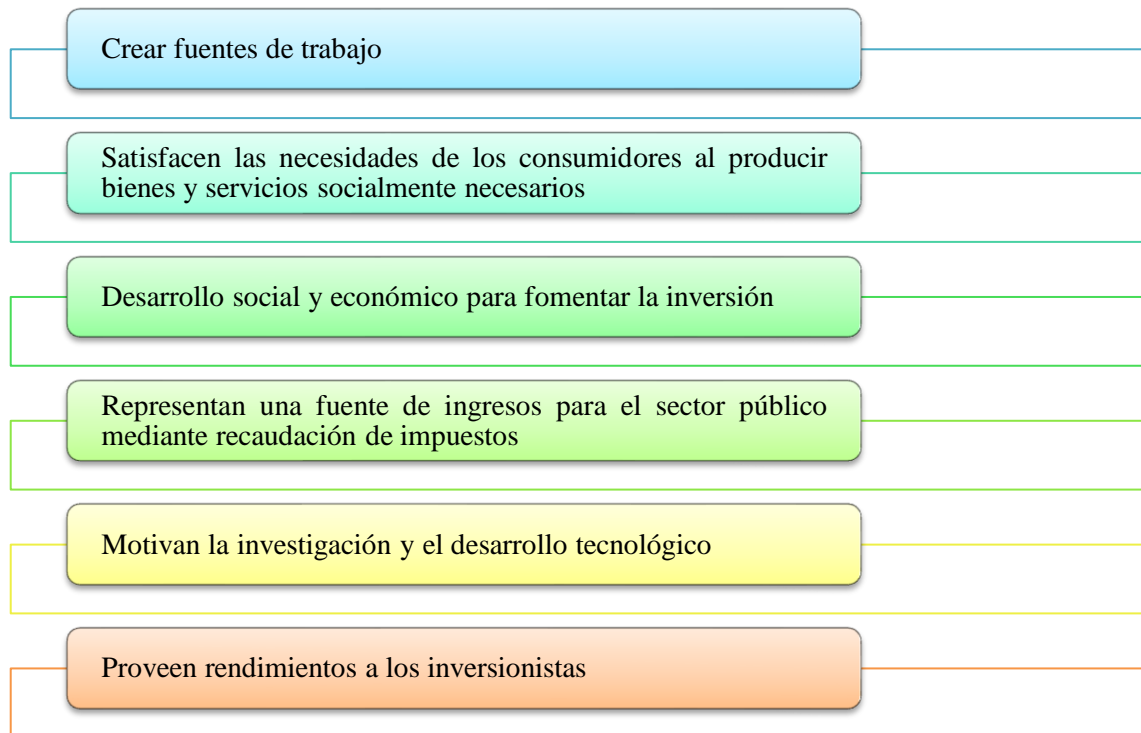 Crear fuentes de trabajo
Satisfacen las necesidades de los consumidores al producir
bienes y servicios socialmente necesarios
Desarrollo social y económico para fomentar la inversión
Representan una fuente de ingresos para el sector público
mediante recaudación de impuestos
Motivan la investigación y el desarrollo tecnológico
Proveen rendimientos a los inversionistas